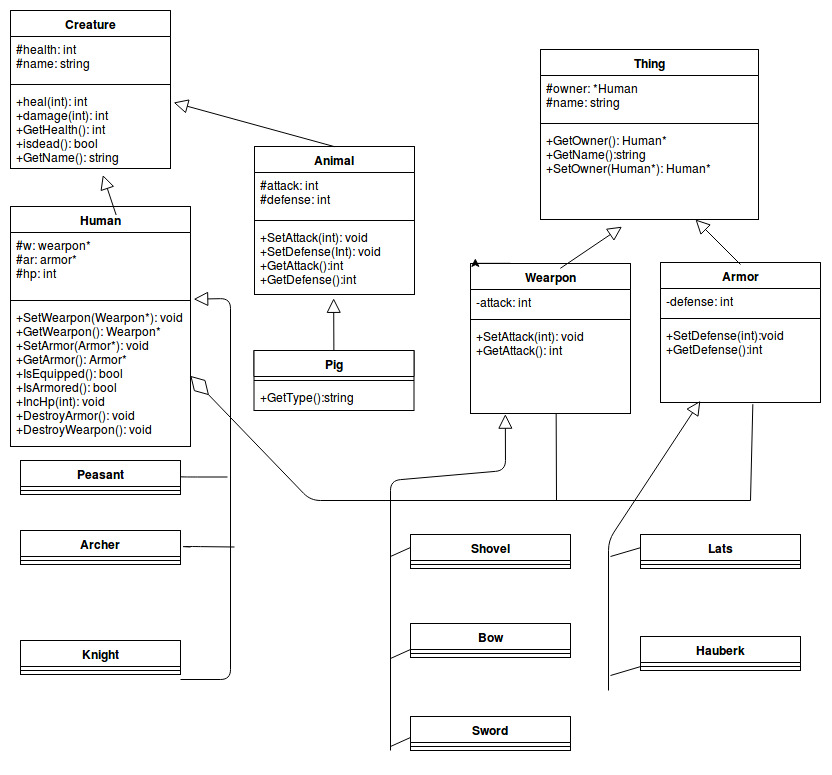 Creature
#health: int
#name: string
+heal(int): int
+damage(int): int
+GetHealth(): int
+isdead(): bool
+GetName(): string
Human
#w: wearpon*
#ar: armor*
#hp: int
+SetWearpon(Wearpon*): void
+GetWearpon(): Wearpon*
+SetArmor(Armor*): void
+GetArmor(): Armor*
+IsEquipped(): bool
+IsArmored(): bool
+IncHp(int): void
+DestroyArmor(): void
+DestroyWearpon(): void
Peasant
Archer
Knight
Animal
#attack: int
#defense: int
+SetAttack(int): void
+SetDefense(Int): void
+GetAttack():int
+GetDefense():int
Pig
+GetType():string
Thing
#owner: *Human
#name: string
+GetOwner(): Human*
+GetName():string
+SetOwner(Human*): Human*
Wearpon
-attack: int
+SetAttack(int): void
+GetAttack(): int
Armor
-defense: int
+SetDefense(int):void
+GetDefense():int
Shovel
Bow
Sword
Lats
Hauberk